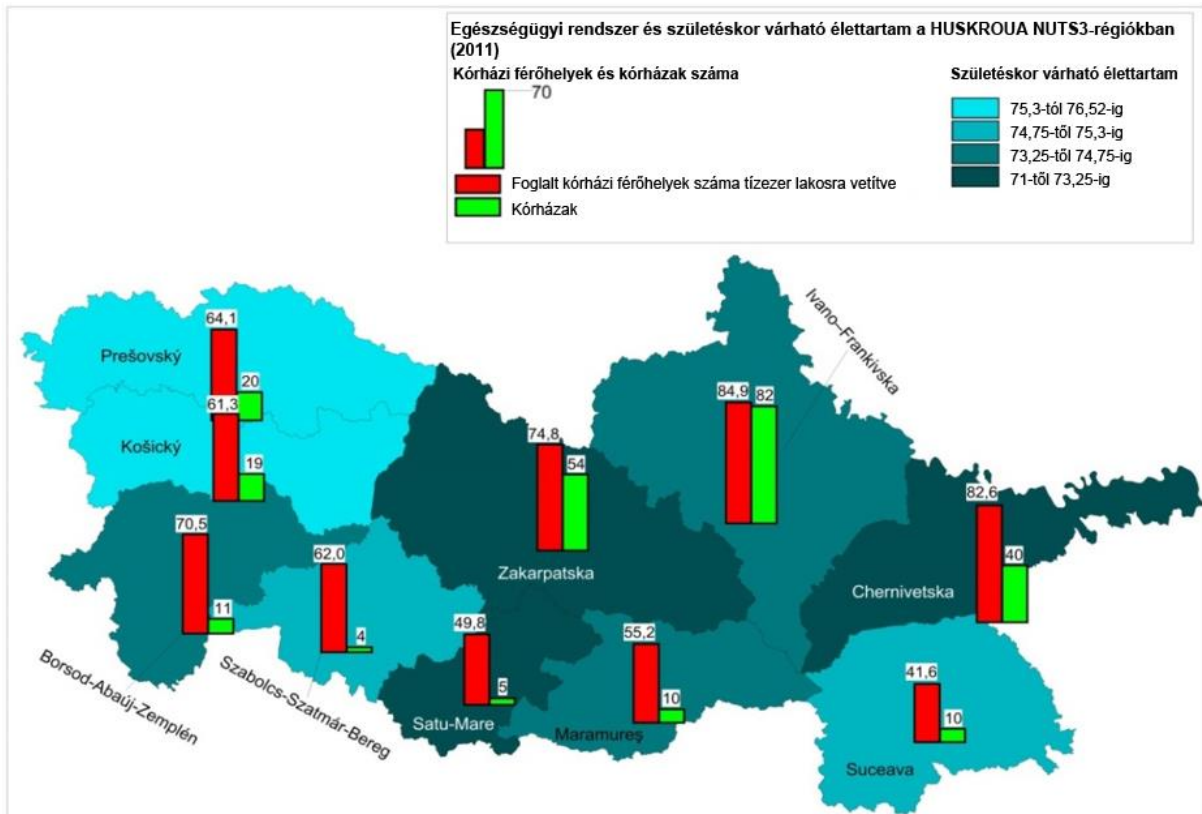 Egészségügyi rendszer és születéskor várható élettartam a HUSKROUA NUTS3-régiókban
(2011)
Kórházi férőhelyek és kórházak száma
70
Foglalt kórházi férőhelyek száma tízezer lakosra vetítve
Kórházak
Születéskor várható élettartam
75,3-tól 76,52-ig
74,75-től 75,3-ig
73,25-től 74,75-ig
71-től 73,25-ig
Ivano–Frankivska
84,9
82
64,1
20
Prešovský
61,3
19
Košický
74,8
54
Zakarpatska
82,6
40
Chernivetska
70,5
11
Borsod-Abaúj-Zemplén
62,0
4
Szabolcs-Szatmár-Bereg
49,8
5
Satu-Mare
55,2
10
Maramureş
41,6
10
Suceava